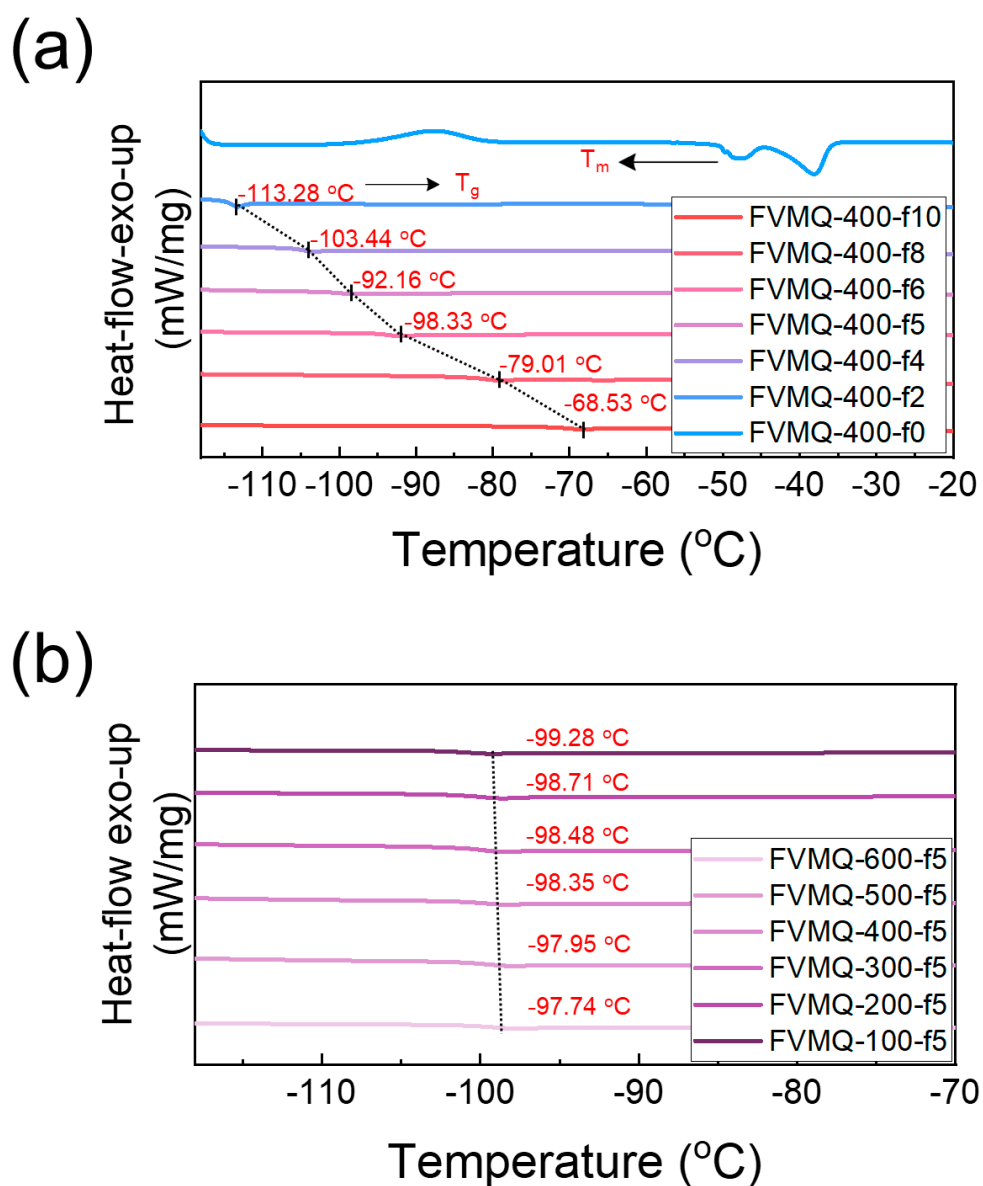 (a)
Heat-flow-exo-up
(mW/mg)
T_m
T_g
-113.28 °C
-103.44 °C
-92.16 °C
-98.33 °C
-79.01 °C
-68.53 °C
FVMQ-400-f10
FVMQ-400-f8
FVMQ-400-f6
FVMQ-400-f5
FVMQ-400-f4
FVMQ-400-f2
FVMQ-400-f0
-110 -100 -90 -80 -70 -60 -50 -40 -30 -20
Temperature (°C)
(b)
Heat-flow exo-up
(mW/mg)
-99.28 °C
-98.71 °C
-98.48 °C
-98.35 °C
-97.95 °C
-97.74 °C
FVMQ-600-f5
FVMQ-500-f5
FVMQ-400-f5
FVMQ-300-f5
FVMQ-200-f5
FVMQ-100-f5
-110 -100 -90 -80 -70
Temperature (°C)